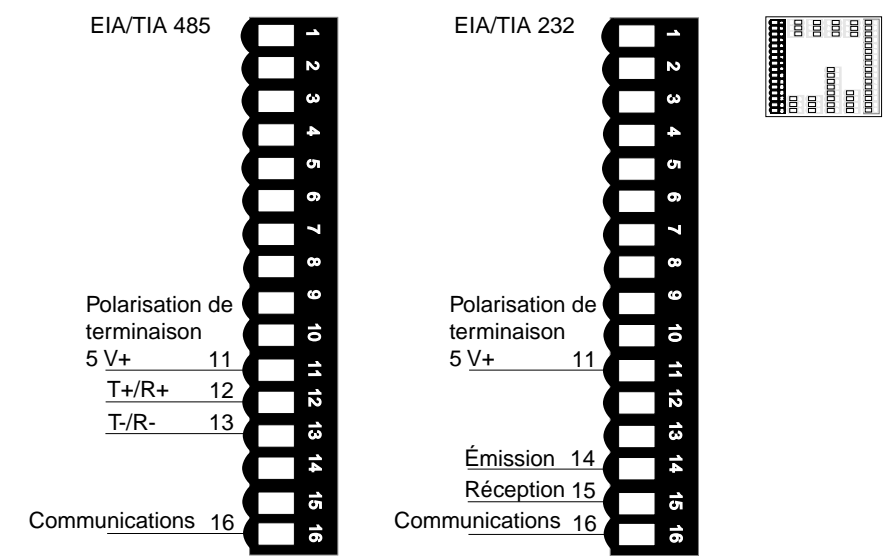 EIA/TIA 485
1
2
3
4
5
6
7
8
9
10
11
12
13
14
15
16
Polarisation de
terminaison
5 V+ 11
T+/R+ 12
T-/R- 13
Communications 16
EIA/TIA 232
1
2
3
4
5
6
7
8
9
10
11
12
13
14
15
16
Polarisation de
terminaison
5 V+ 11
Émission 14
Réception 15
Communications 16